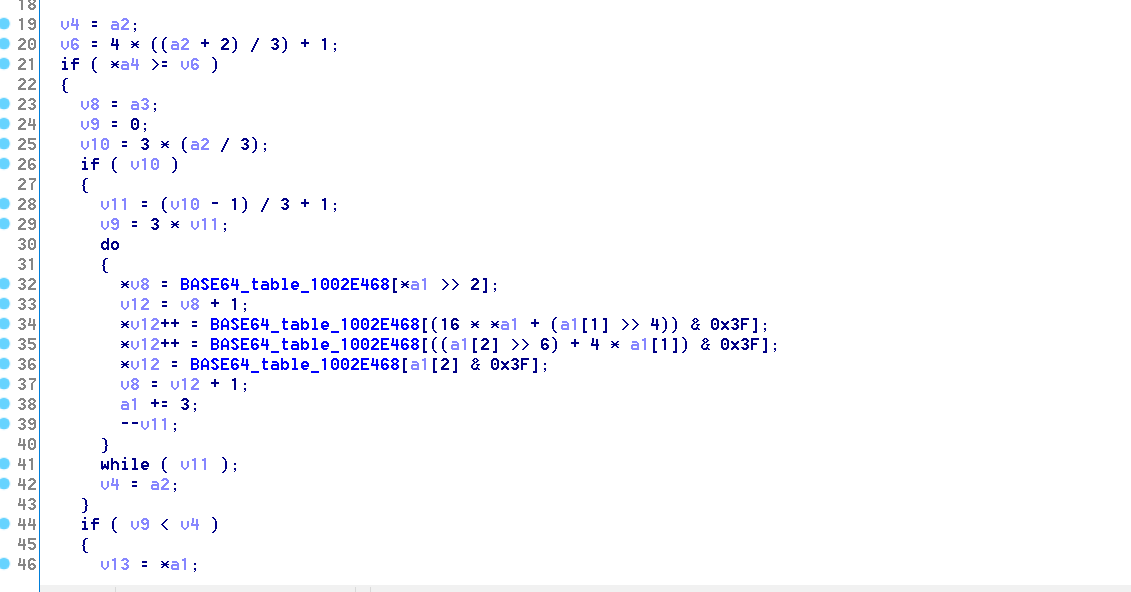 18
19 v4 = a2;
20 v6 = 4 * ((a2 + 2) / 3) + 1;
21 if ( *a4 >= v6 )
22 {
23 v8 = a3;
24 v9 = 0;
25 v10 = 3 * (a2 / 3);
26 if ( v10 )
27 {
28 v11 = (v10 - 1) / 3 + 1;
29 v9 = 3 * v11;
30 do
31 {
32 *v8 = BASE64_table_1002E468[*a1 >> 2];
33 v12 = v8 + 1;
34 *v12++ = BASE64_table_1002E468[(16 * *a1 + (a1[1] >> 4)) & 0x3F];
35 *v12++ = BASE64_table_1002E468[((a1[2] >> 6) + 4 * a1[1]) & 0x3F];
36 *v12 = BASE64_table_1002E468[a1[2] & 0x3F];
37 v8 = v12 + 1;
38 a1 += 3;
39 --v11;
40 }
41 while ( v11 );
42 v4 = a2;
43 }
44 if ( v9 < v4 )
45 {
46 v13 = *a1;